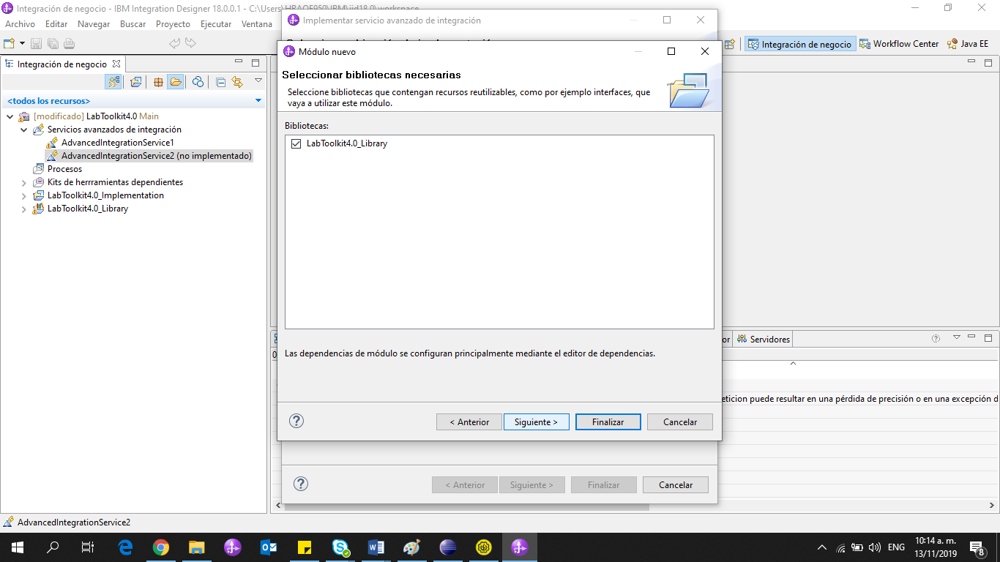 Integración de negocio - IBM Integration Designer 18.0.0.1 - C:\Users\HRAOE950\IBM\iid18.0\workspace
Archivo Editar Navegar Buscar Proyecto Ejecutar Ventana
Implementar servicio avanzado de integración
Integración de negocio Workflow Center Java EE
Integración de negocio
<todos los recursos>
[modificado] LabToolkit4.0 Main
Servicios avanzados de integración
AdvancedIntegrationService1
AdvancedIntegrationService2 (no implementado)
Procesos
Kits de herrramientas dependientes
LabToolkit4.0_Implementation
LabToolkit4.0_Library
Módulo nuevo
Seleccionar bibliotecas necesarias
Seleccione bibliotecas que contengan recursos reutilizables, como por ejemplo interfaces, que
vaya a utilizar este módulo.
Bibliotecas:
LabToolkit4.0_Library
Las dependencias de módulo se configuran principalmente mediante el editor de dependencias.
< Anterior Siguiente > Finalizar Cancelar
or Servidores
0
eticion puede resultar en una pérdida de precisión o en una excepción d
< Anterior Siguiente > Finalizar Cancelar
AdvancedIntegrationService2
ENG
10:14 a. m.
13/11/2019
8